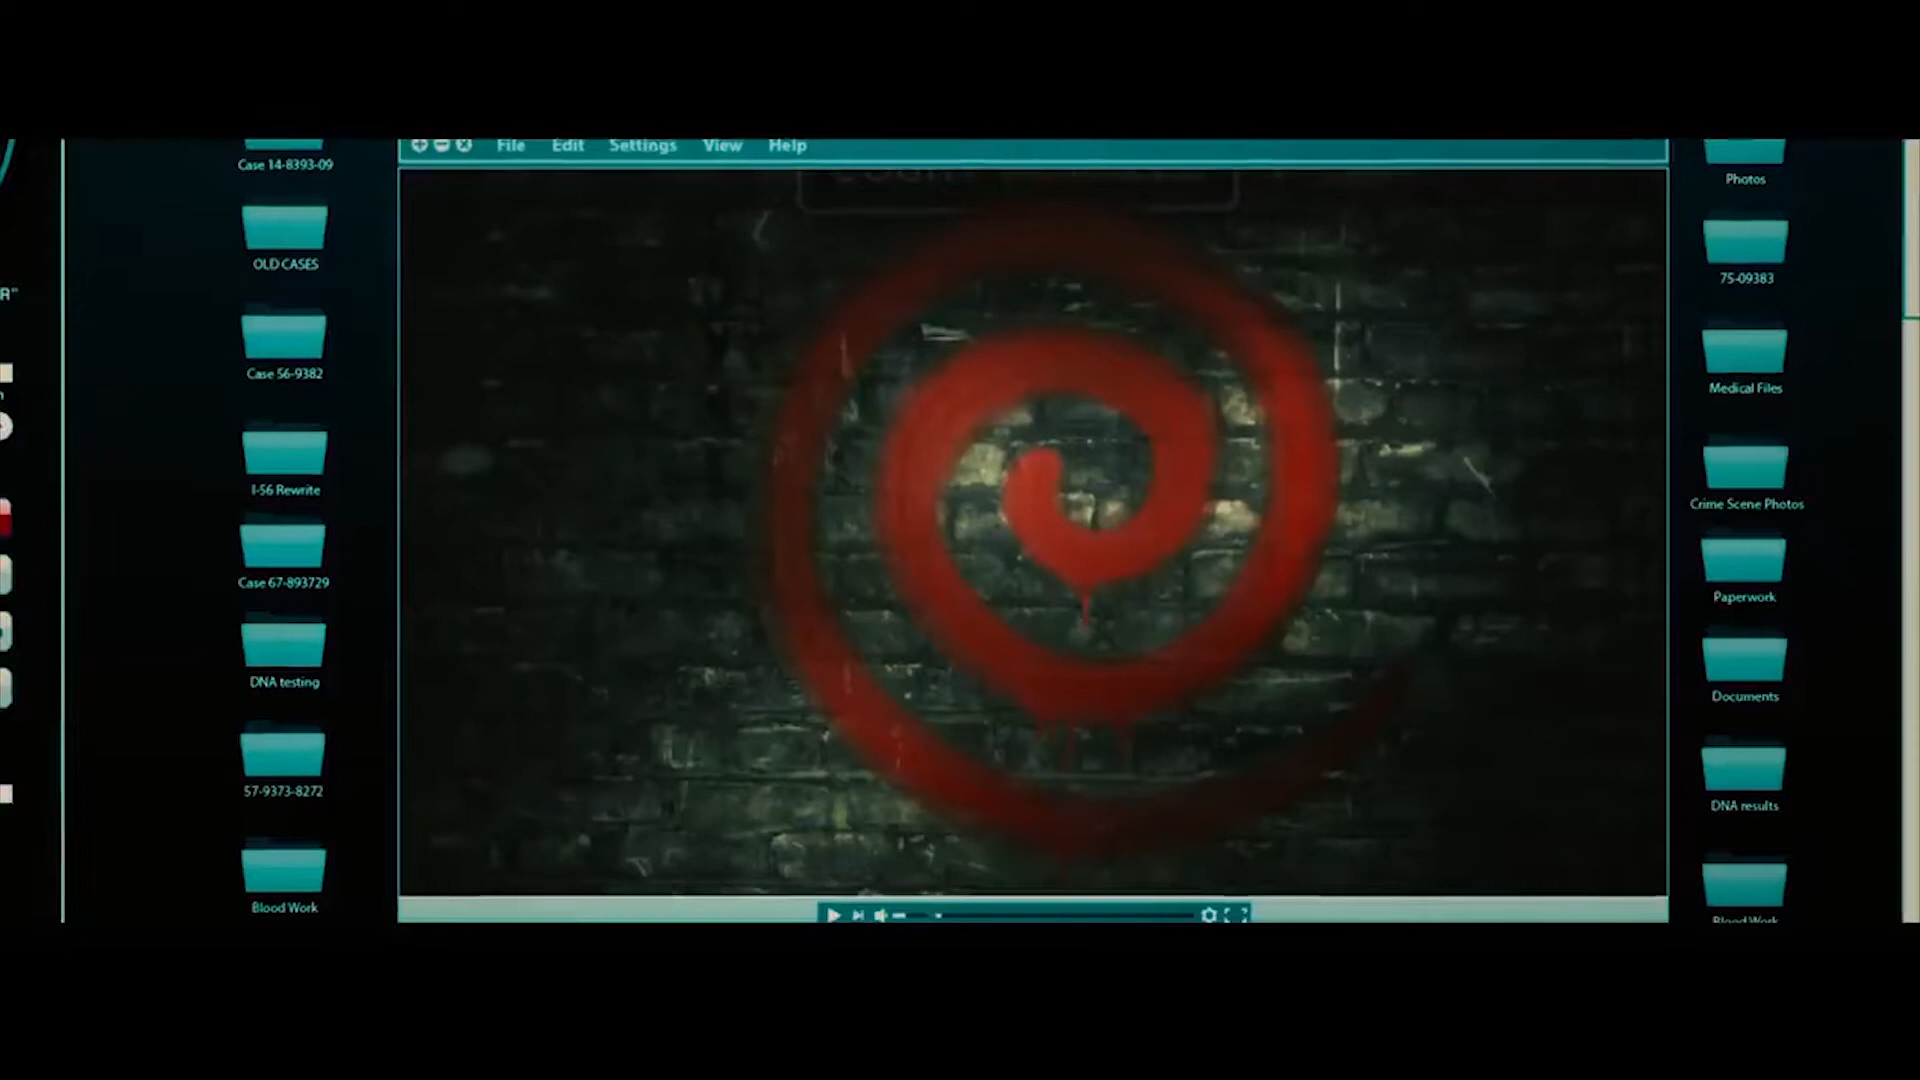 File Edit Settings View Help
Case 14-8393-09
OLD CASES
Case 56-9382
I-56 Rewrite
Case 67-893729
DNA testing
57-9373-8272
Blood Work
Photos
75-09383
Medical Files
Crime Scene Photos
Paperwork
Documents
DNA results
Blood Work
R"